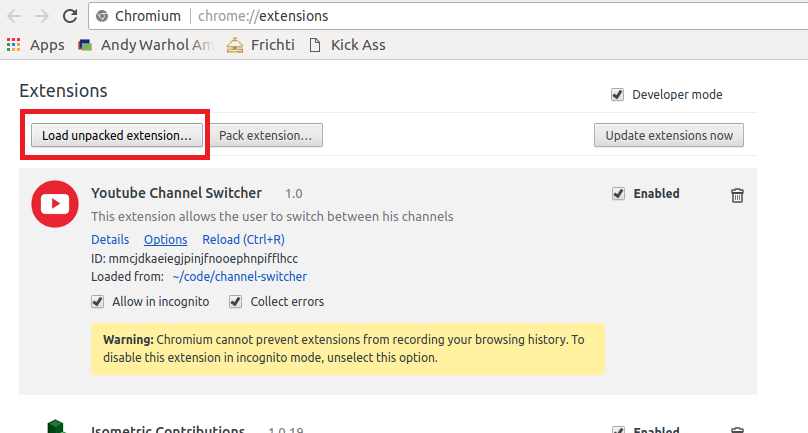 Chromium chrome://extensions
Apps Andy Warhol Am Frichti Kick Ass
Extensions
Developer mode
Load unpacked extension... Pack extension... Update extensions now
Youtube Channel Switcher 1.0 Enabled
This extension allows the user to switch between his channels
Details Options Reload (Ctrl+R)
ID: mmcjdkaeiegjpinjfnooephnpifflhcc
Loaded from: ~/code/channel-switcher
Allow in incognito Collect errors
Warning: Chromium cannot prevent extensions from recording your browsing history. To
disable this extension in incognito mode, unselect this option.
Isometric Contributions 1.0.19 Enabled